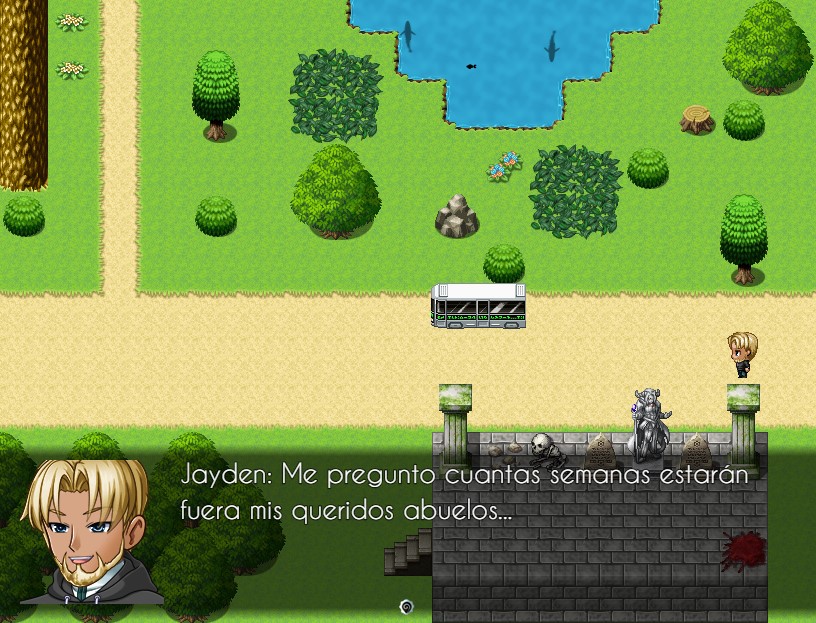 Jayden: Me pregunto cuantas semanas estarán
fuera mis queridos abuelos...